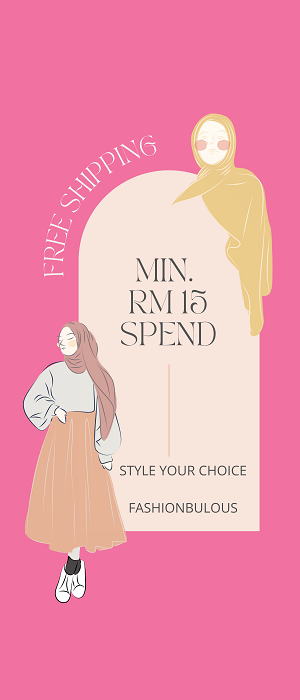 FREE SHIPPING
MIN.
RM 15
SPEND
STYLE YOUR CHOICE
FASHIONBULOUS